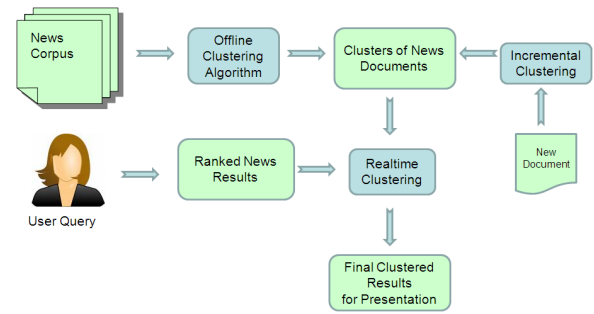 News
Corpus
Offline
Clustering
Algorithm
Clusters of News
Documents
Incremental
Clustering
New
Document
Ranked News
Results
Realtime
Clustering
User Query
Final Clustered
Results
for Presentation